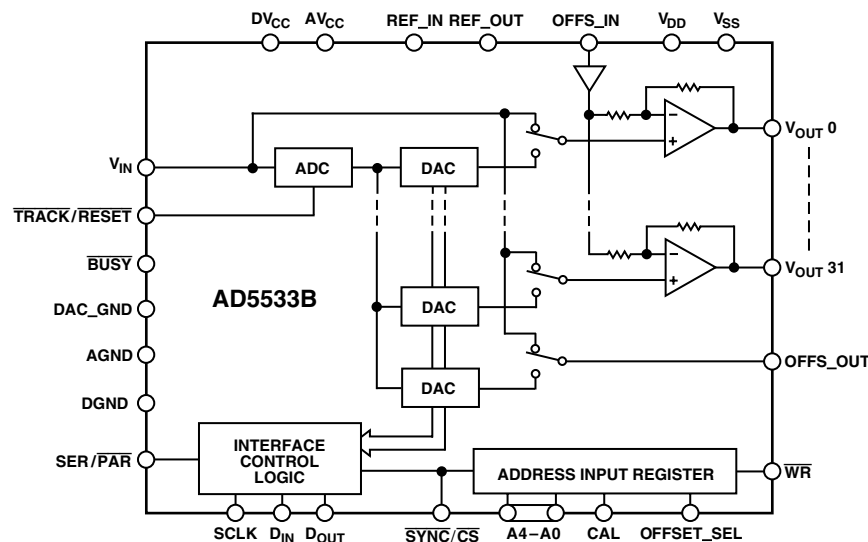 DVCC AVCC REF_IN REF_OUT OFFS_IN VDD VSS
VIN
ADC
DAC
VOUT 0
TRACK/RESET
BUSY
DAC_GND
AD5533B
DAC
VOUT 31
AGND
DAC
OFFS_OUT
DGND
SER/PAR
INTERFACE
CONTROL
LOGIC
ADDRESS INPUT REGISTER
WR
SCLK DIN DOUT SYNC/CS A4–A0 CAL OFFSET_SEL